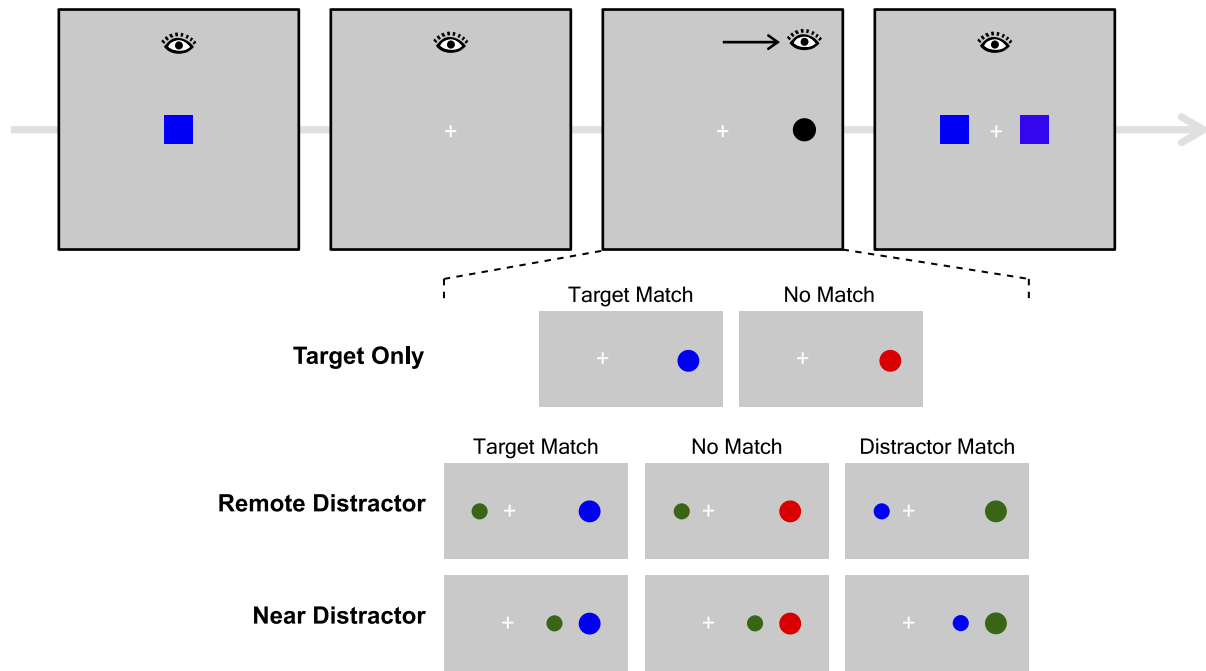 Target Match No Match
Target Only
Target Match No Match Distractor Match
Remote Distractor
Near Distractor